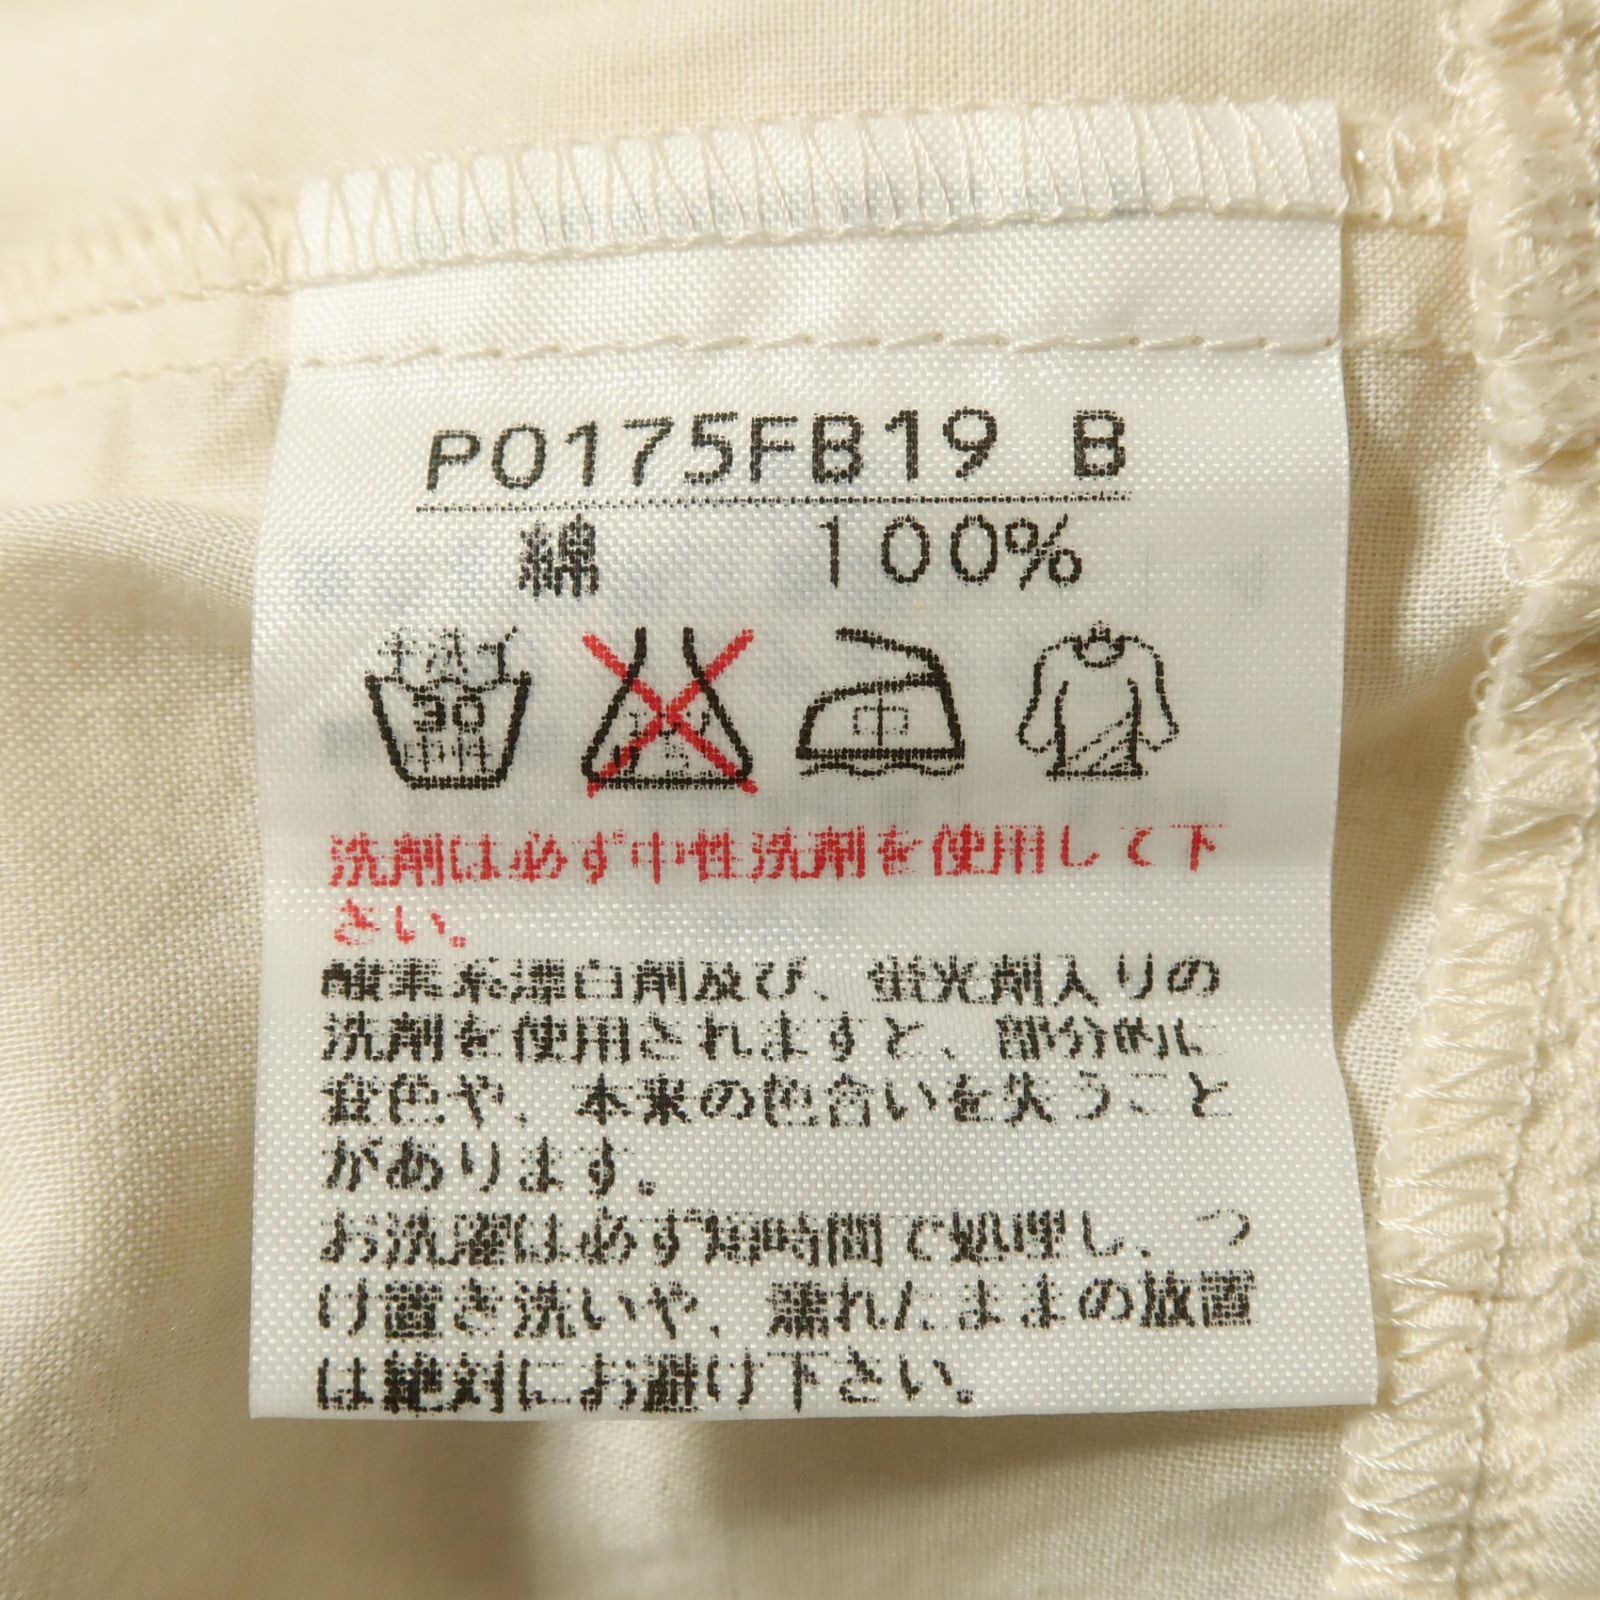 P0175FB19 B
綿 100%
手洗イ
30
中性
中
洗剤は必ず中性洗剤を使用して下
さい。
酸素系漂白剤及び、蛍光剤入りの
洗剤を使用されますと、部分的に
変色や、本来の色合いを失うこと
があります。
お洗濯は必ず短時間で処理し、つ
け置き洗いや、濡れたままの放置
は絶対にお避け下さい。